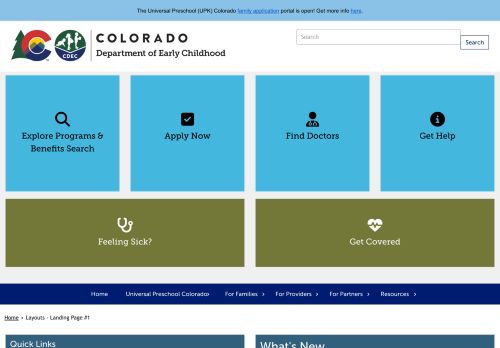 The Universal Preschool (UPK) Colorado family application portal is open! Get more info here.
COLORADO
Department of Early Childhood
CDEC
Search
Search
Explore Programs &
Benefits Search
Apply Now
Find Doctors
Get Help
Feeling Sick?
Get Covered
Home
Universal Preschool Colorado
For Families
For Providers
For Partners
Resources
Home › Layouts - Landing Page #1
Quick Links
What's New